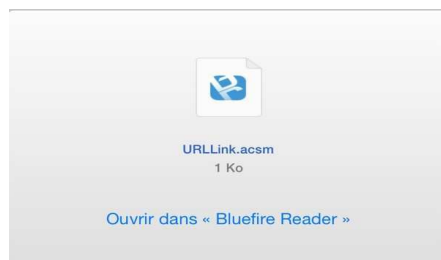 URLLink.acsm
1 Ko
Ouvrir dans « Bluefire Reader »